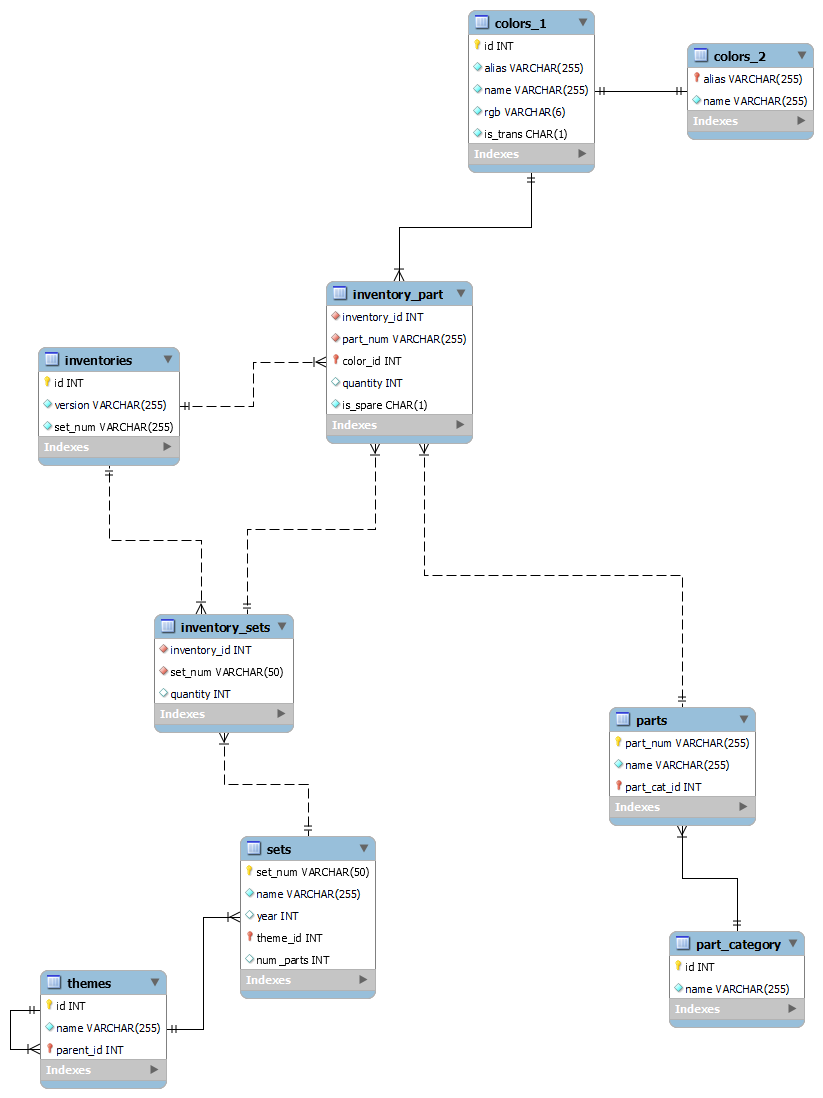 colors_1
id INT
alias VARCHAR(255)
name VARCHAR(255)
rgb VARCHAR(6)
is_trans CHAR(1)
Indexes
colors_2
alias VARCHAR(255)
name VARCHAR(255)
Indexes
inventory_part
inventory_id INT
part_num VARCHAR(255)
color_id INT
quantity INT
is_spare CHAR(1)
Indexes
inventories
id INT
version VARCHAR(255)
set_num VARCHAR(255)
Indexes
inventory_sets
inventory_id INT
set_num VARCHAR(50)
quantity INT
Indexes
parts
part_num VARCHAR(255)
name VARCHAR(255)
part_cat_id INT
Indexes
sets
set_num VARCHAR(50)
name VARCHAR(255)
year INT
theme_id INT
num_parts INT
Indexes
part_category
id INT
name VARCHAR(255)
Indexes
themes
id INT
name VARCHAR(255)
parent_id INT
Indexes